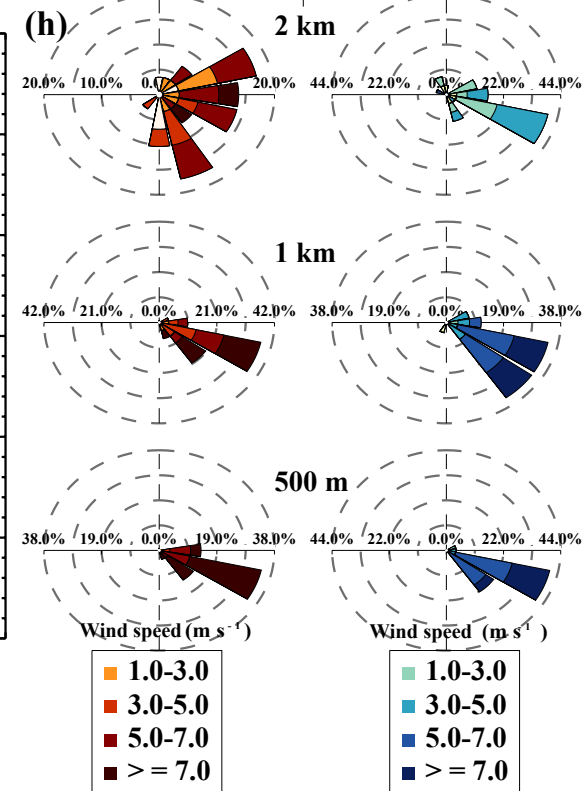 (h)
2 km
20.0% 10.0% 0.0 20.0% 44.0% 22.0% 0.0% 22.0% 44.0%
1 km
42.0% 21.0% 0.0% 21.0% 42.0% 38.0% 19.0% 0.00% 19.0% 38.0%
500 m
38.0% 19.0% 0.0% 19.0% 38.0% 44.0% 22.0% 0.0% 22.0% 44.0%
Wind speed (m s⁻¹) Wind speed (m s⁻¹)
1.0-3.0 1.0-3.0
3.0-5.0 3.0-5.0
5.0-7.0 5.0-7.0
> = 7.0 > = 7.0